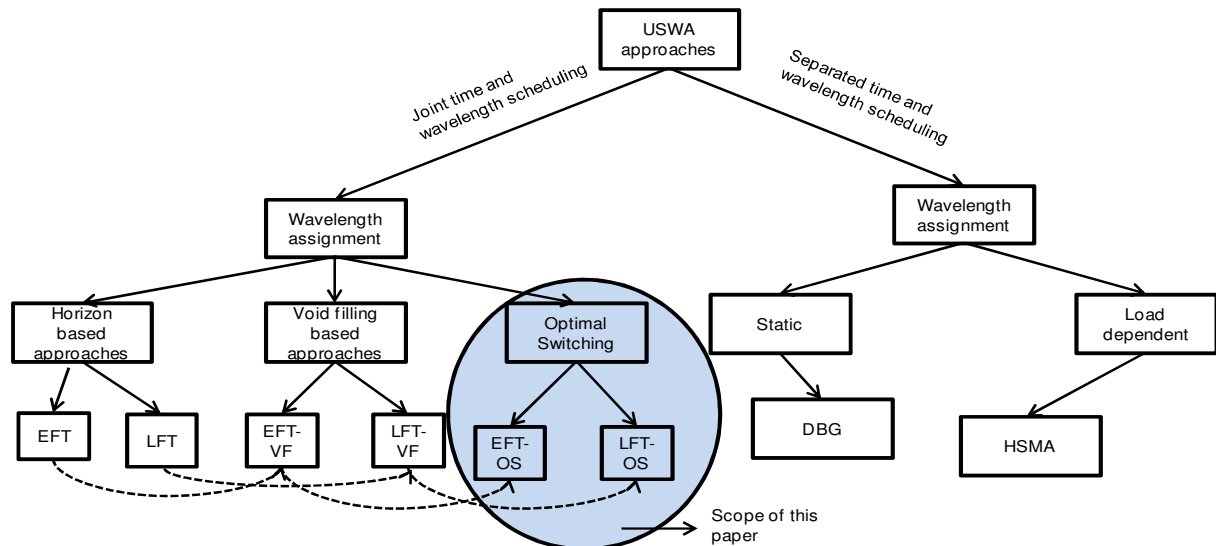 USWA
approaches
Joint time and
wavelength scheduling
Separated time and
wavelength scheduling
Wavelength
assignment
Wavelength
assignment
Horizon
based
approaches
Void filling
based
approaches
Optimal
Switching
Static
Load
dependent
EFT
LFT
EFT-
VF
LFT-
VF
EFT-
OS
LFT-
OS
DBG
HSMA
Scope of this
paper